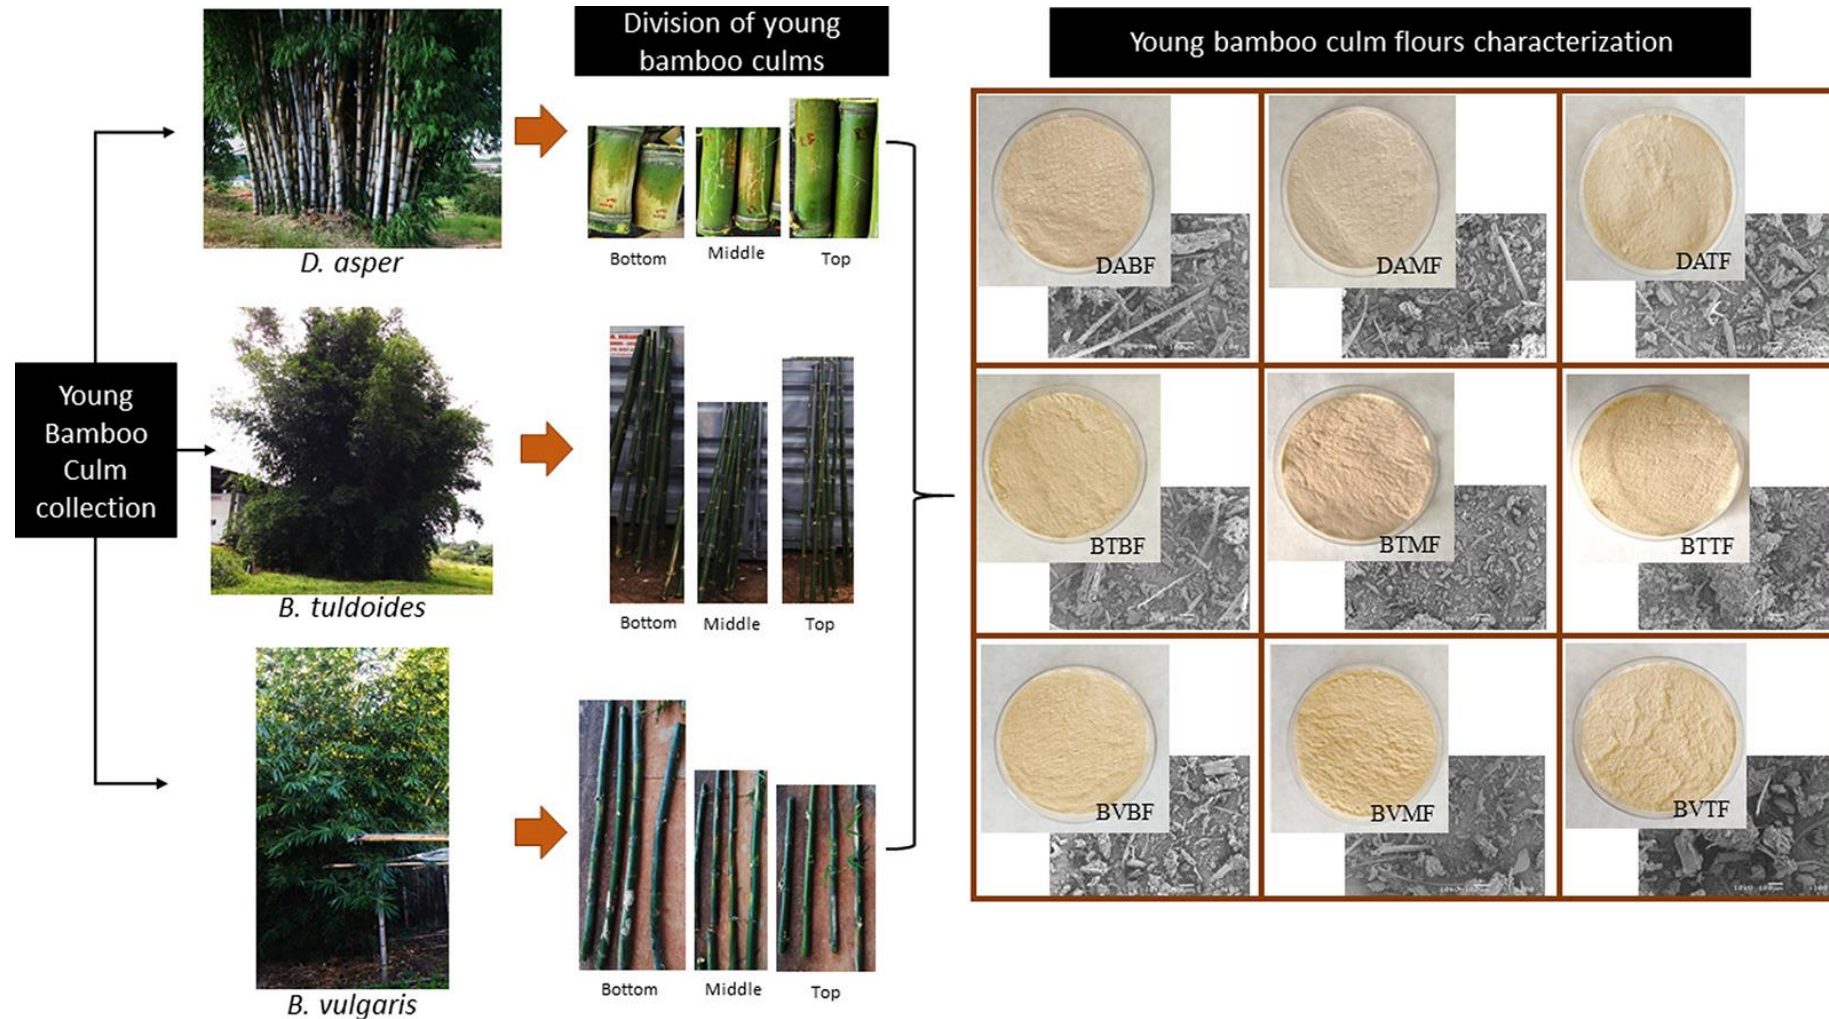 Division of young
bamboo culms
Young bamboo culm flours characterization
Bottom
Middle
Top
D. asper
DABF
DAMF
DATF
Young
Bamboo
Culm
collection
B. tuldoides
Bottom
Middle
Top
BTBF
BTMF
BTTF
B. vulgaris
Bottom
Middle
Top
BVBF
BVMF
BVTF